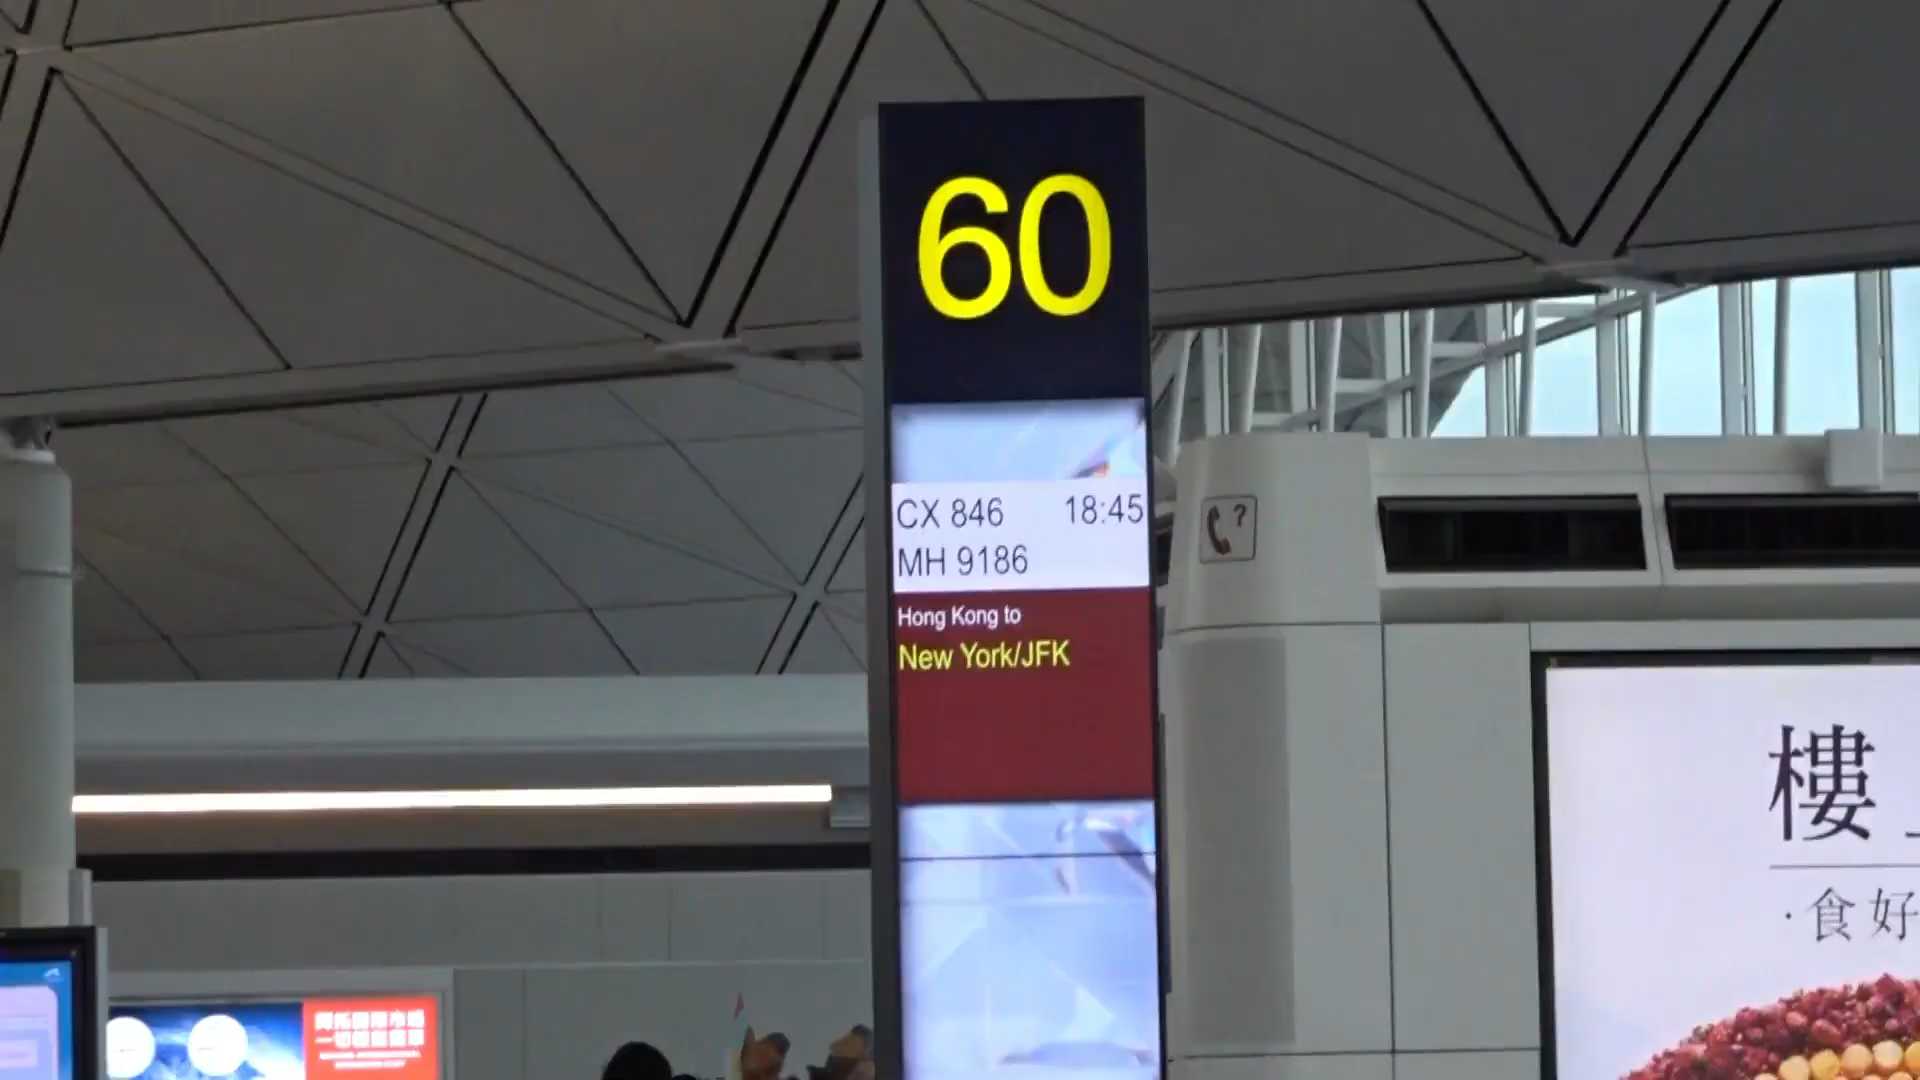 60
CX 846 18:45
MH 9186
Hong Kong to
New York/JFK
?
樓
·食好